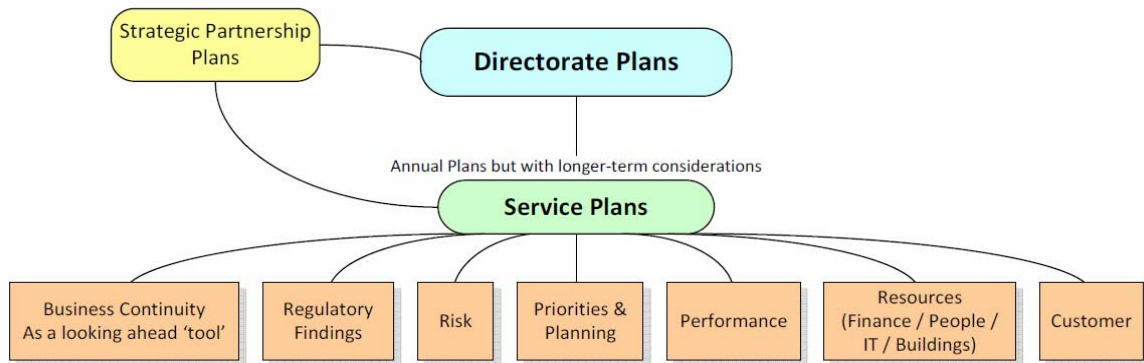 Strategic Partnership
Plans
Directorate Plans
Annual Plans but with longer-term considerations
Service Plans
Business Continuity
As a looking ahead ‘tool’
Regulatory
Findings
Risk
Priorities &
Planning
Performance
Resources
(Finance / People /
IT / Buildings)
Customer